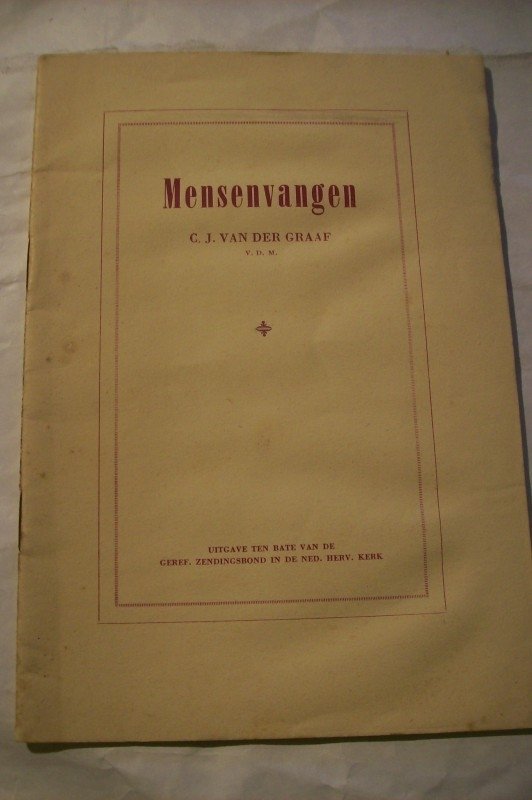 Mensenvangen
C. J. VAN DER GRAAF
V. D. M.
UITGAVE TEN BATE VAN DE
GEREF. ZENDINGSBOND IN DE NED. HERV. KERK